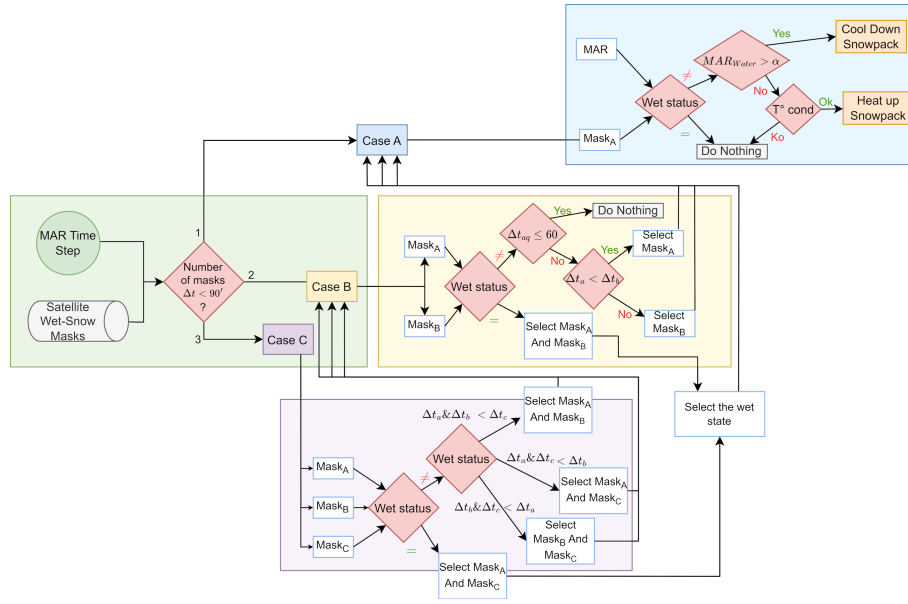 MAR
Mask_A
Wet status
≠
=
MAR_Water > α
Yes
No
Cool Down
Snowpack
T° cond
Ok
Ko
Heat up
Snowpack
Do Nothing
Case A
MAR Time
Step
Satellite
Wet-Snow
Masks
Number
of masks
Δt < 90′
?
1
2
3
Case B
Case C
Mask_A
Mask_B
Wet status
≠
=
Δt_aq ≤ 60
Yes
No
Do Nothing
Δt_a < Δt_b
Yes
No
Select
Mask_A
Select
Mask_B
Select Mask_A
And Mask_B
Select the wet
state
Mask_A
Mask_B
Mask_C
Wet status
≠
=
Wet status
Δt_a&Δt_b < Δt_c
Δt_a&Δt_c < Δt_b
Δt_b&Δt_c < Δt_a
Select Mask_A
And Mask_B
Select Mask_A
And Mask_C
Select
Mask_B And
Mask_C
Select Mask_A
And Mask_C